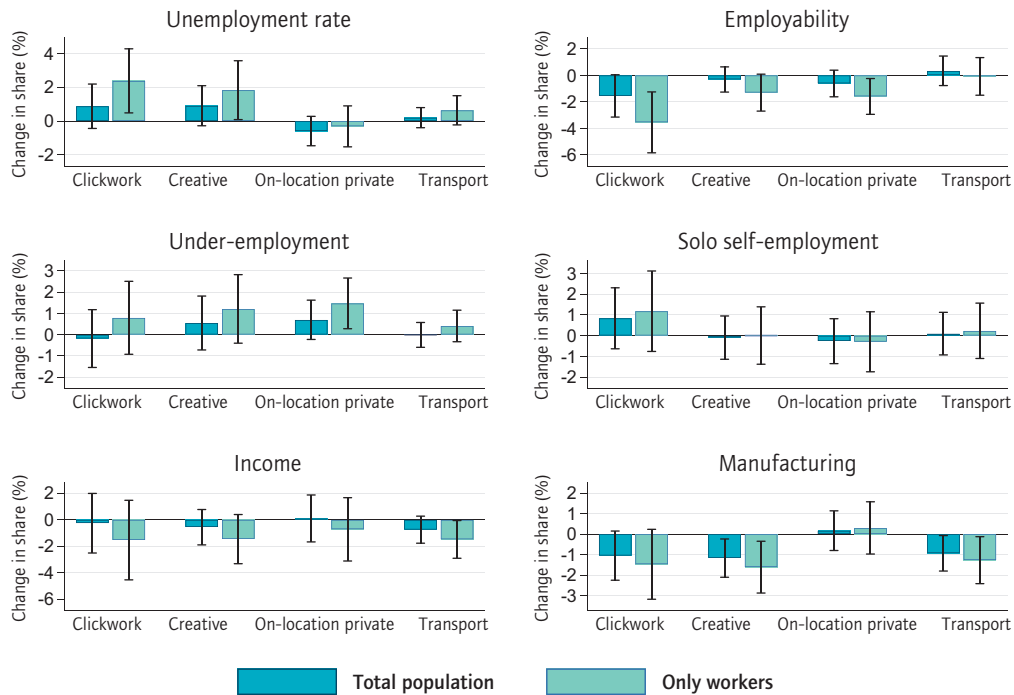 Unemployment rate
Change in share (%)
4
2
0
-2
Clickwork Creative On-location private Transport
Employability
Change in share (%)
2
0
-2
-4
-6
Clickwork Creative On-location private Transport
Under-employment
Change in share (%)
3
2
1
0
-1
-2
Clickwork Creative On-location private Transport
Solo self-employment
Change in share (%)
3
2
1
0
-1
-2
Clickwork Creative On-location private Transport
Income
Change in share (%)
2
0
-2
-4
-6
Clickwork Creative On-location private Transport
Manufacturing
Change in share (%)
2
1
0
-1
-2
-3
Clickwork Creative On-location private Transport
Total population Only workers